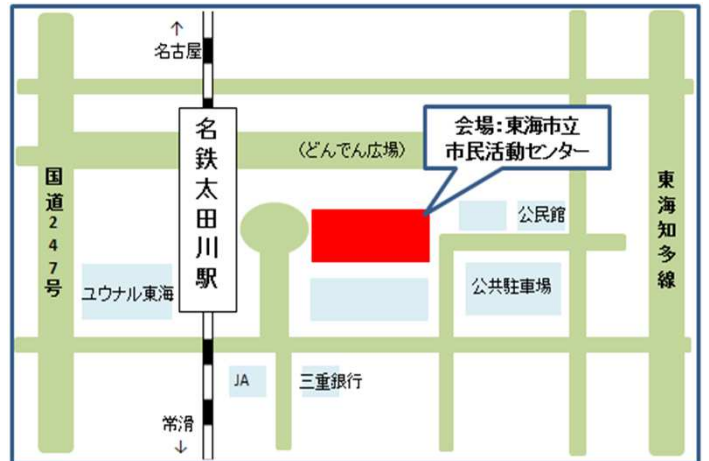 ↑
名古屋
会場：東海市立
市民活動センター
名鉄太田川駅
（どんでん広場）
国道247号
東海知多線
公民館
ユウナル東海
公共駐車場
JA
三重銀行
常滑
↓